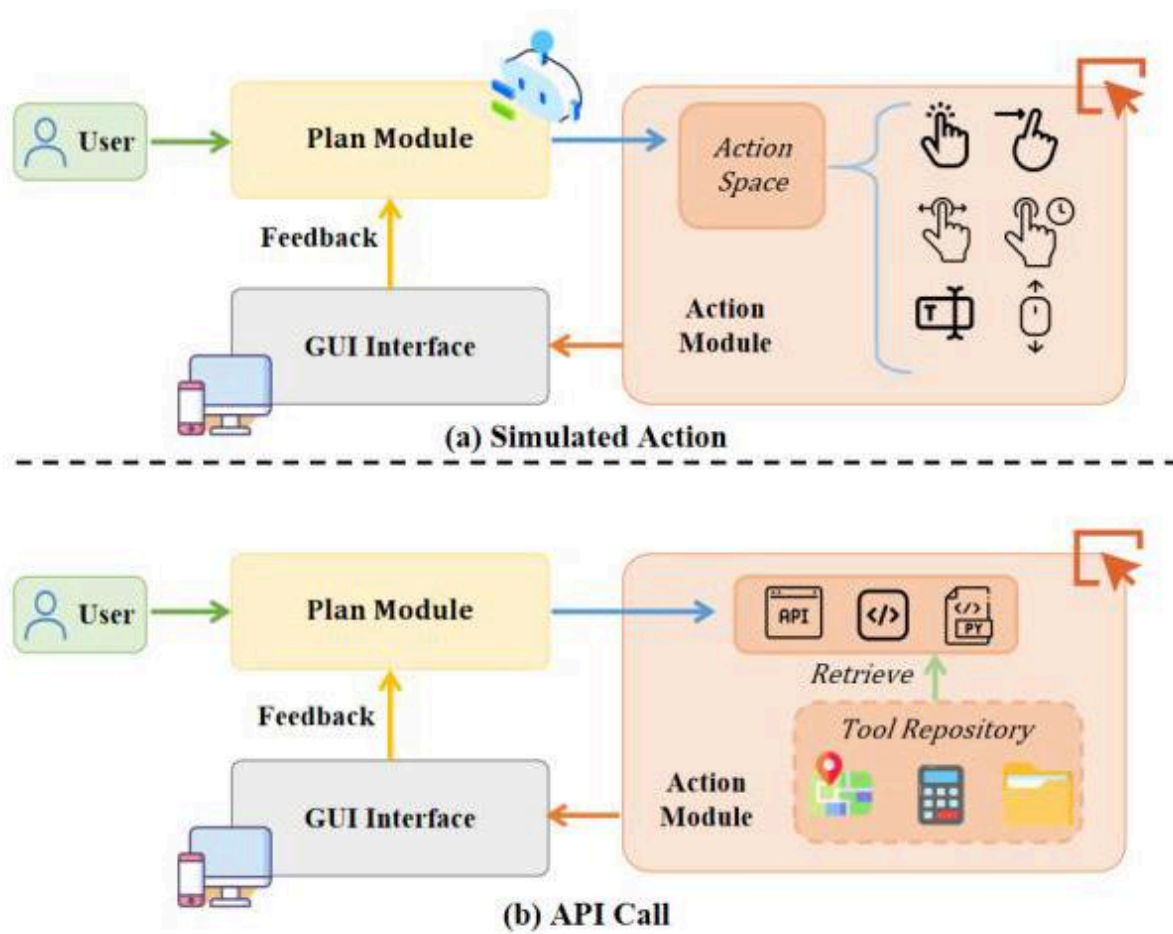 User
Plan Module
Action
Space
Feedback
GUI Interface
Action
Module
T
(a) Simulated Action
User
Plan Module
API
</>
</>
PY
Retrieve
Feedback
Tool Repository
GUI Interface
Action
Module
(b) API Call